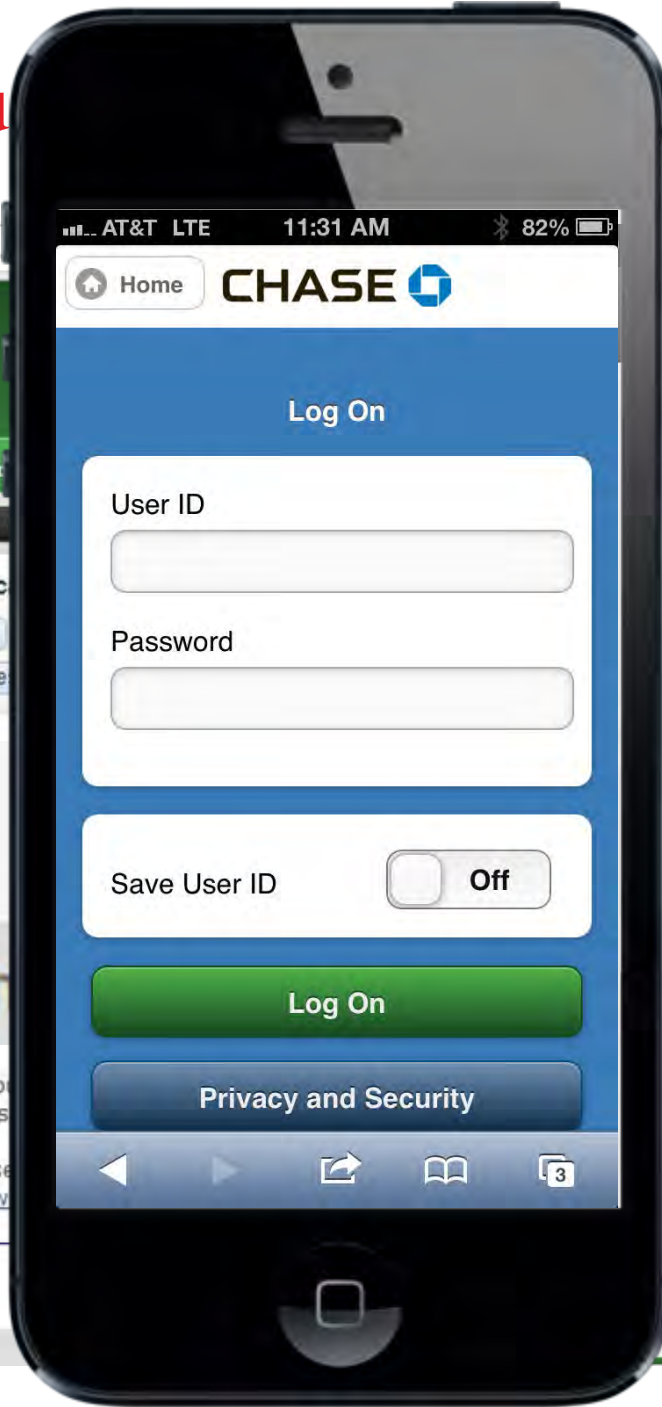 AT&T LTE 11:31 AM 82%
Home CHASE
Log On
User ID
Password
Save User ID Off
Log On
Privacy and Security
3